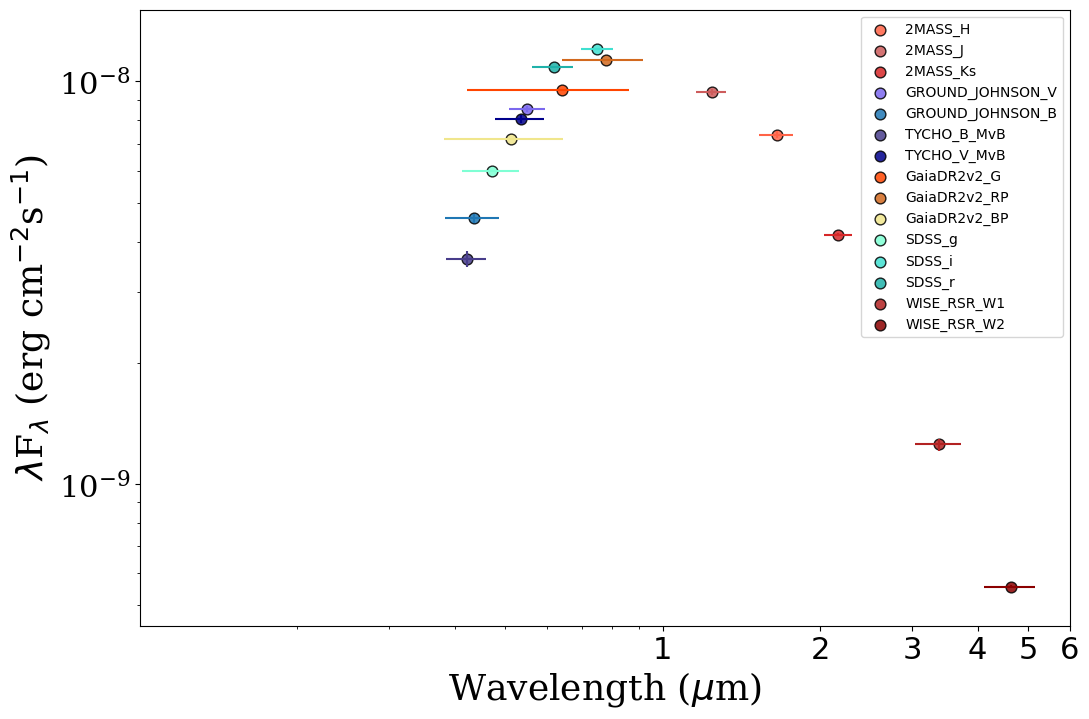 2MASS_H
2MASS_J
2MASS_Ks
GROUND_JOHNSON_V
GROUND_JOHNSON_B
TYCHO_B_MvB
TYCHO_V_MvB
GaiaDR2v2_G
GaiaDR2v2_RP
GaiaDR2v2_BP
SDSS_g
SDSS_i
SDSS_r
WISE_RSR_W1
WISE_RSR_W2
10⁻⁸
10⁻⁹
λF_λ (erg cm⁻²s⁻¹)
1 2 3 4 5 6
Wavelength (μm)